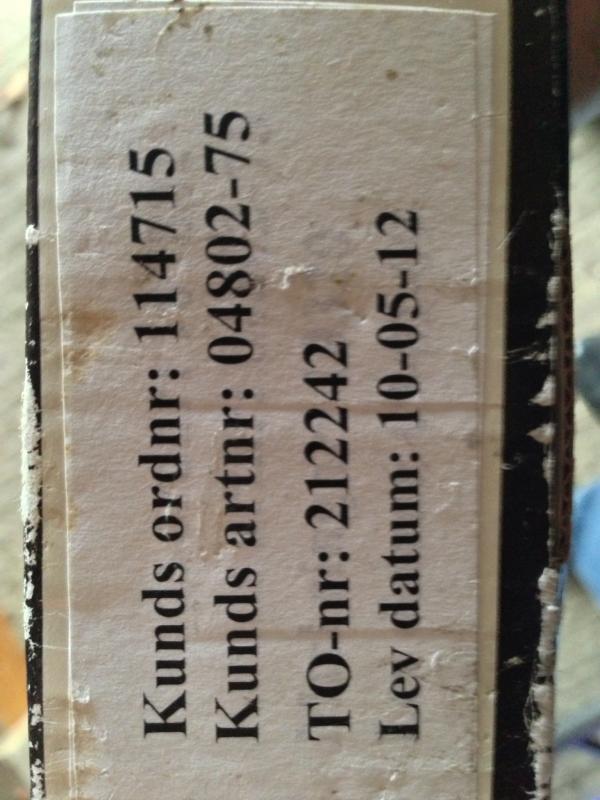 Kunds ordnr: 114715
Kunds artnr: 04802-75
TO-nr: 212242
Lev datum: 10-05-12